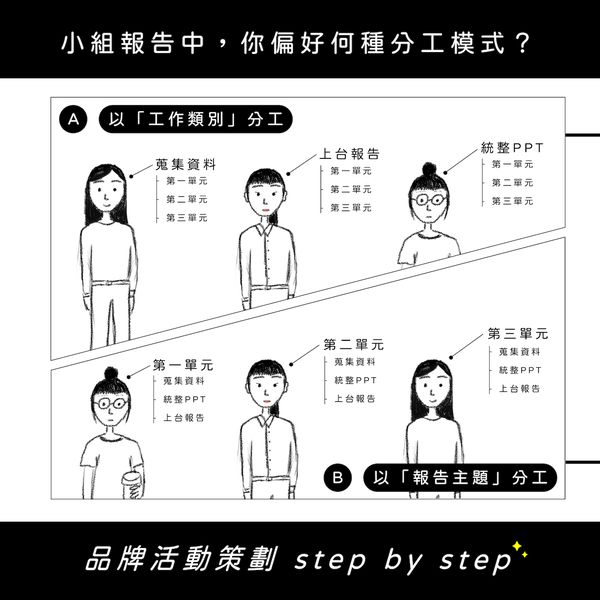 小組報告中，你偏好何種分工模式？
A 以「工作類別」分工
蒐集資料
第一單元
第二單元
第三單元
上台報告
第一單元
第二單元
第三單元
統整PPT
第一單元
第二單元
第三單元
第一單元
蒐集資料
統整PPT
上台報告
第二單元
蒐集資料
統整PPT
上台報告
第三單元
蒐集資料
統整PPT
上台報告
B 以「報告主題」分工
品牌活動策劃 step by step